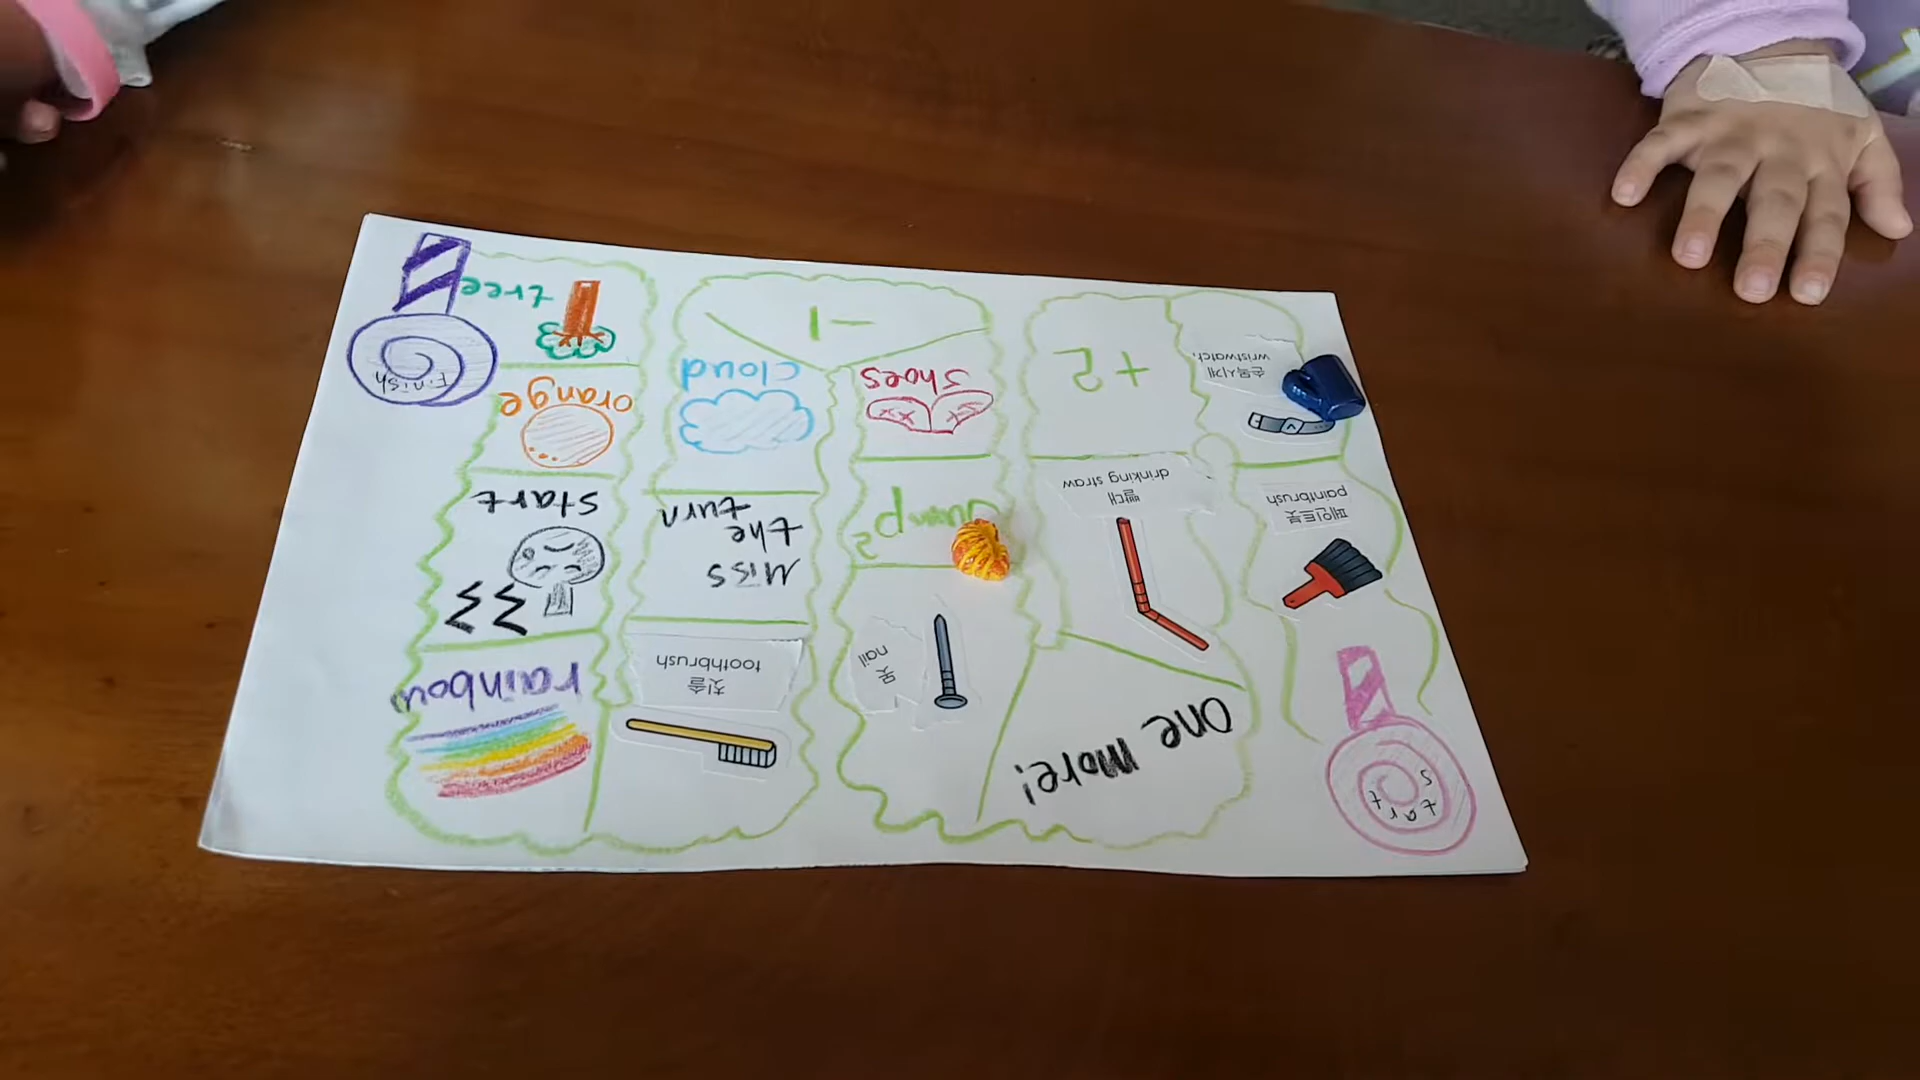 Start
페인트붓
paintbrush
손목시계
wristwatch
+2
빨대
drinking straw
One more!
못
nail
Jump
Shoes
-1
cloud
Miss
the
turn
칫솔
toothbrush
rainbow
start
orange
tree
Finish